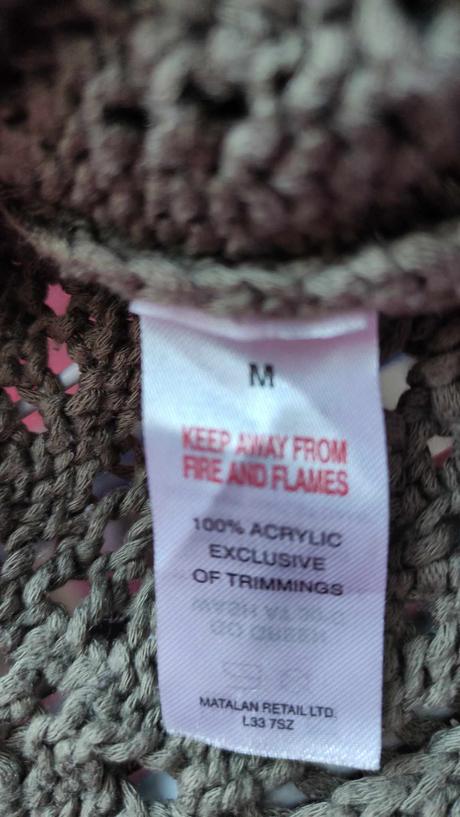 M
KEEP AWAY FROM
FIRE AND FLAMES
100% ACRYLIC
EXCLUSIVE
OF TRIMMINGS
MATALAN RETAIL LTD.
L33 7SZ